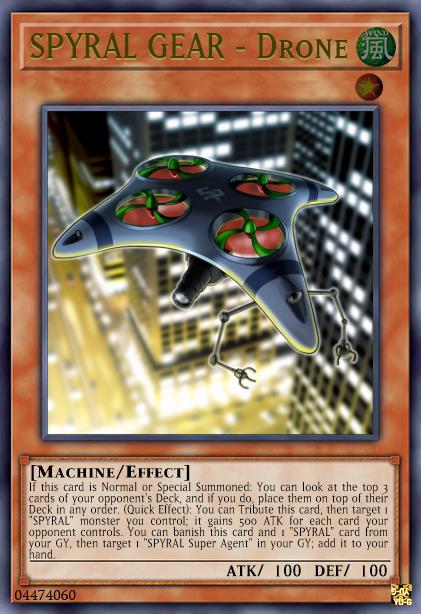 SPYRAL GEAR - Drone
WIND
風
[Machine/Effect]
If this card is Normal or Special Summoned: You can look at the top 3
cards of your opponent's Deck, and if you do, place them on top of their
Deck in any order. (Quick Effect): You can Tribute this card, then target 1
"SPYRAL" monster you control; it gains 500 ATK for each card your
opponent controls. You can banish this card and 1 "SPYRAL" card from
your GY, then target 1 "SPYRAL Super Agent" in your GY; add it to your
hand.
ATK/ 100 DEF/ 100
04474060